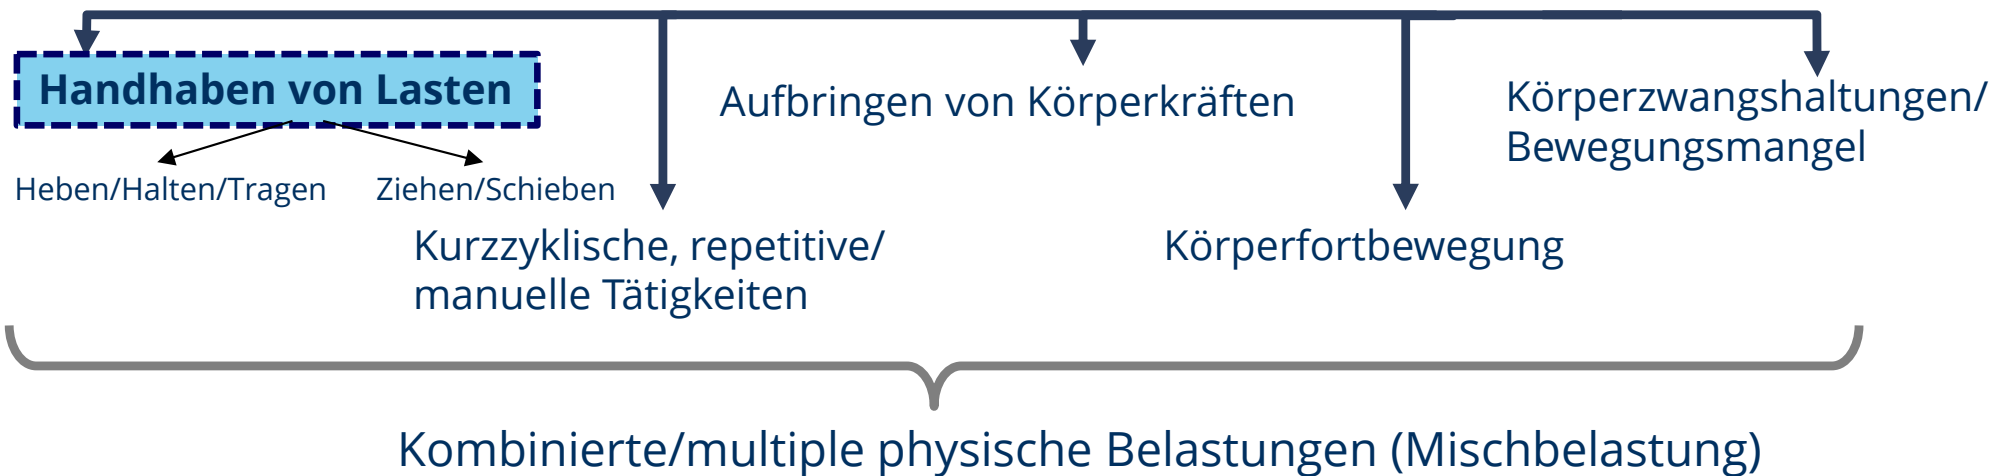 Handhaben von Lasten
Heben/Halten/Tragen
Ziehen/Schieben
Kurzzyklische, repetitive/
manuelle Tätigkeiten
Aufbringen von Körperkräften
Körperfortbewegung
Körperzwangshaltungen/
Bewegungsmangel
Kombinierte/multiple physische Belastungen (Mischbelastung)